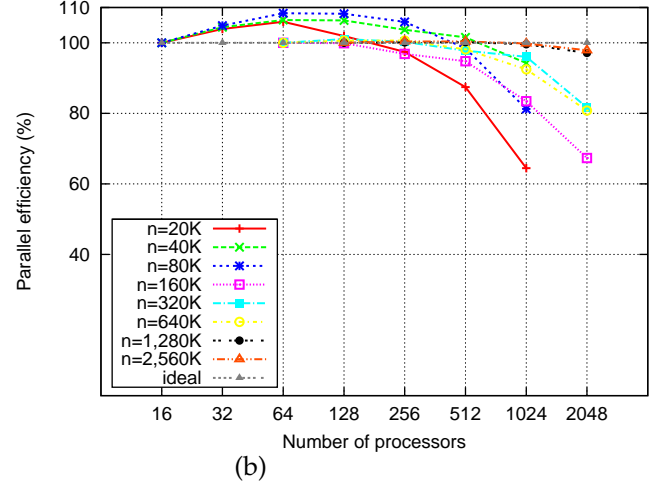 110
100
80
60
40
Parallel efficiency (%)
n=20K
n=40K
n=80K
n=160K
n=320K
n=640K
n=1,280K
n=2,560K
ideal
16 32 64 128 256 512 1024 2048
Number of processors
(b)